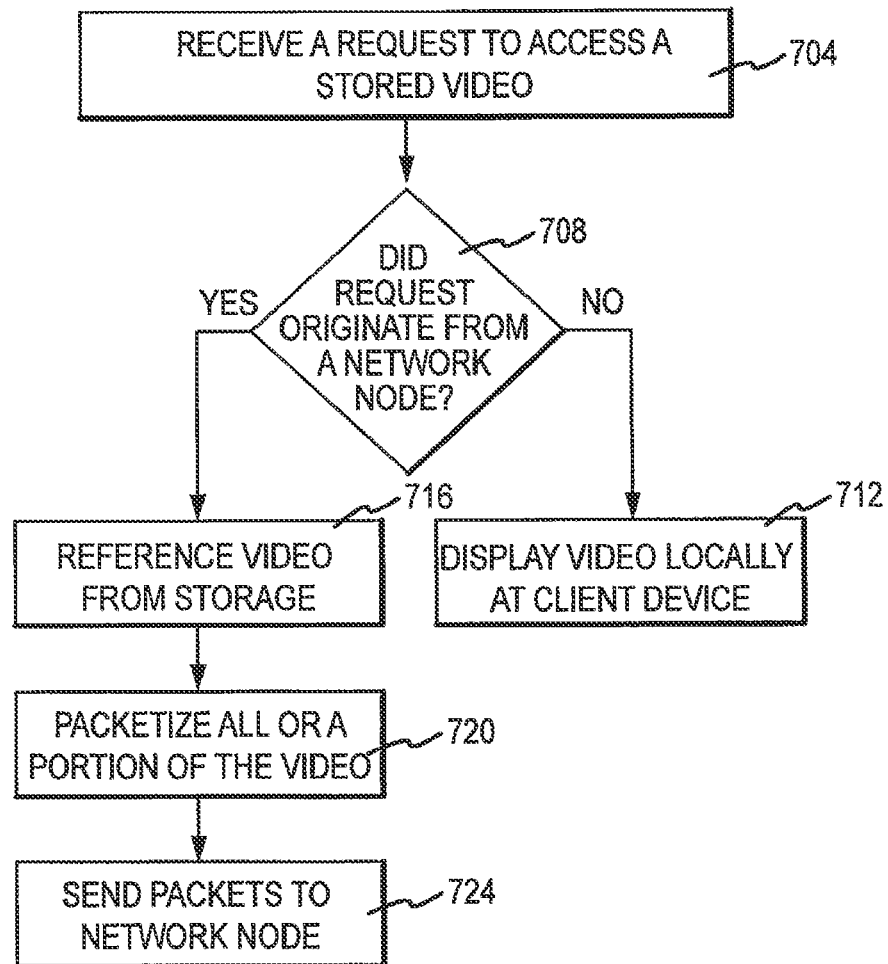 RECEIVE A REQUEST TO ACCESS A
STORED VIDEO
704
708
DID
REQUEST
ORIGINATE FROM
A NETWORK
NODE?
YES
NO
716
REFERENCE VIDEO
FROM STORAGE
712
DISPLAY VIDEO LOCALLY
AT CLIENT DEVICE
PACKETIZE ALL OR A
PORTION OF THE VIDEO
720
SEND PACKETS TO
NETWORK NODE
724